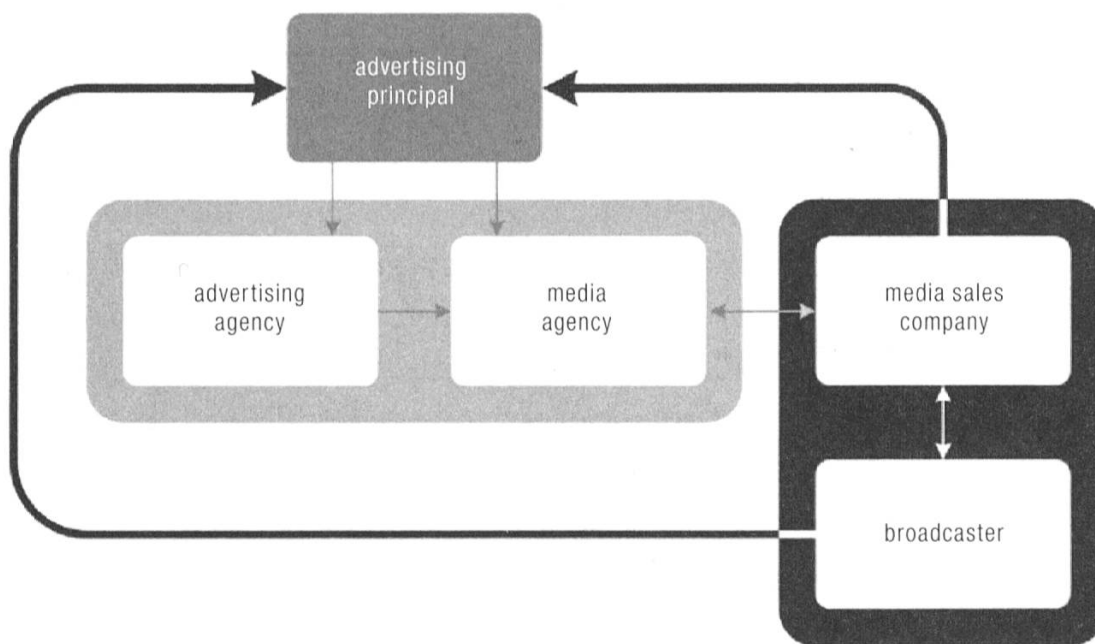 advertising
principal
advertising
agency
media
agency
media sales
company
broadcaster